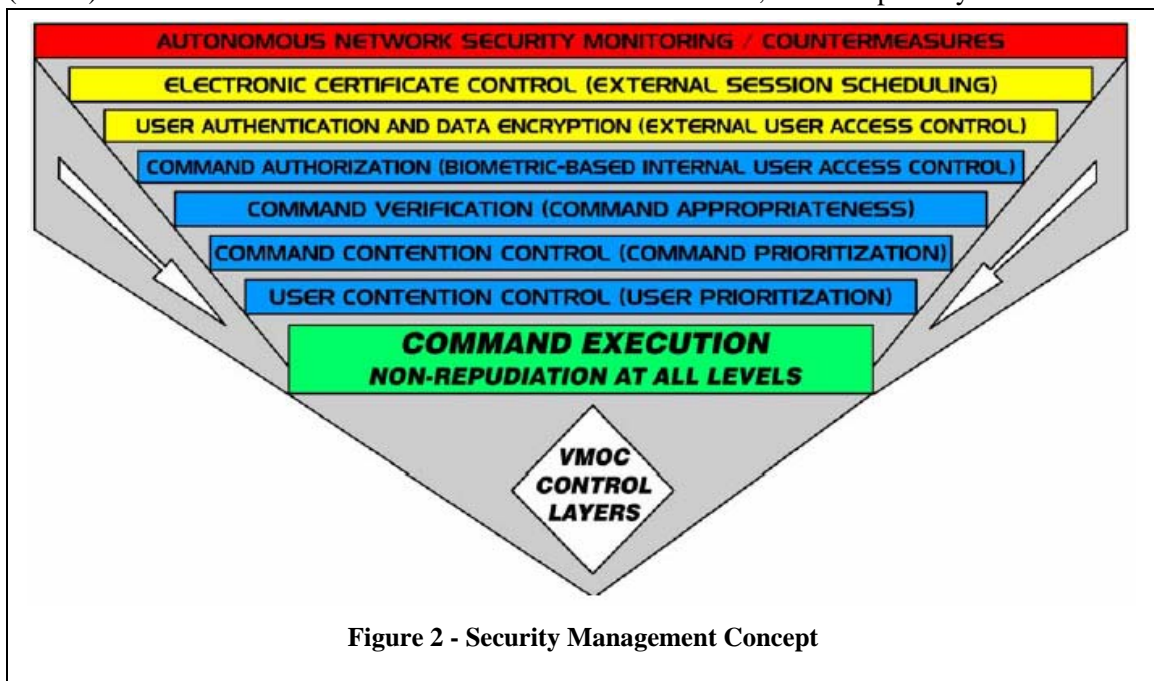 AUTONOMOUS NETWORK SECURITY MONITORING / COUNTERMEASURES
ELECTRONIC CERTIFICATE CONTROL (EXTERNAL SESSION SCHEDULING)
USER AUTHENTICATION AND DATA ENCRYPTION (EXTERNAL USER ACCESS CONTROL)
COMMAND AUTHORIZATION (BIOMETRIC-BASED INTERNAL USER ACCESS CONTROL)
COMMAND VERIFICATION (COMMAND APPROPRIATENESS)
COMMAND CONTENTION CONTROL (COMMAND PRIORITIZATION)
USER CONTENTION CONTROL (USER PRIORITIZATION)
COMMAND EXECUTION
NON-REPUDIATION AT ALL LEVELS
VMOC
CONTROL
LAYERS
Figure 2 - Security Management Concept